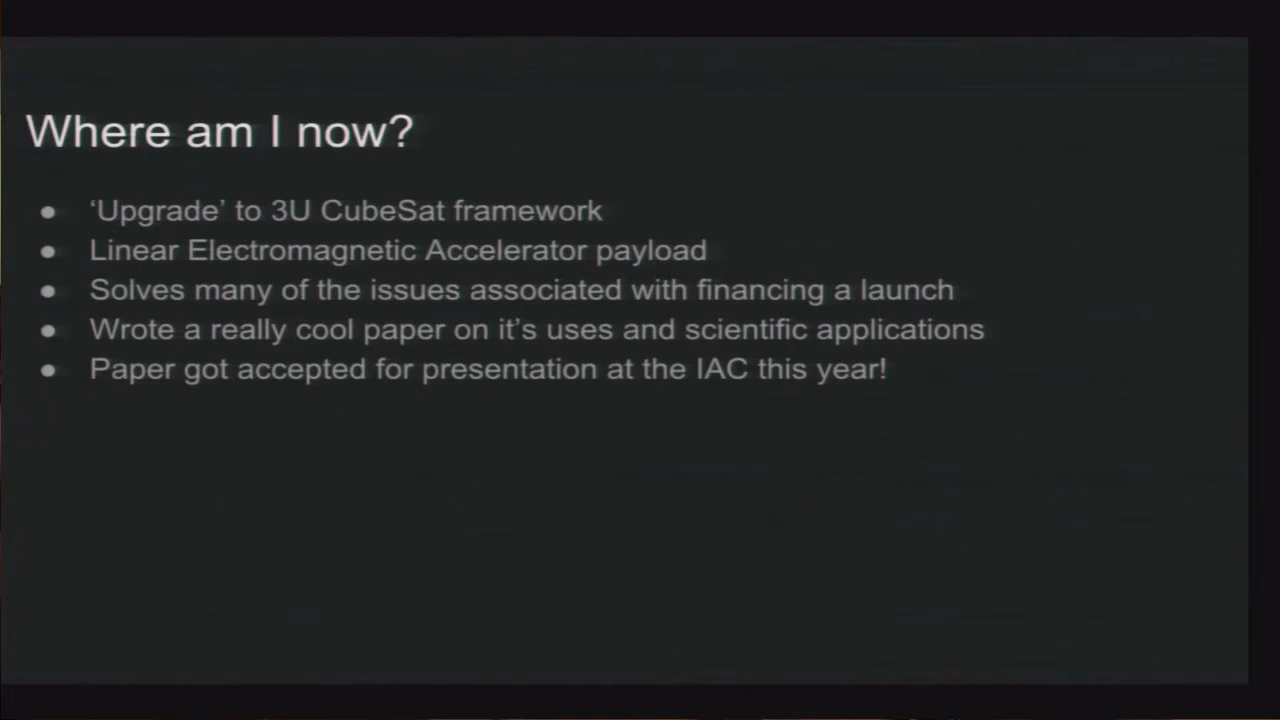 Where am I now?
● ‘Upgrade’ to 3U CubeSat framework
● Linear Electromagnetic Accelerator payload
● Solves many of the issues associated with financing a launch
● Wrote a really cool paper on it’s uses and scientific applications
● Paper got accepted for presentation at the IAC this year!